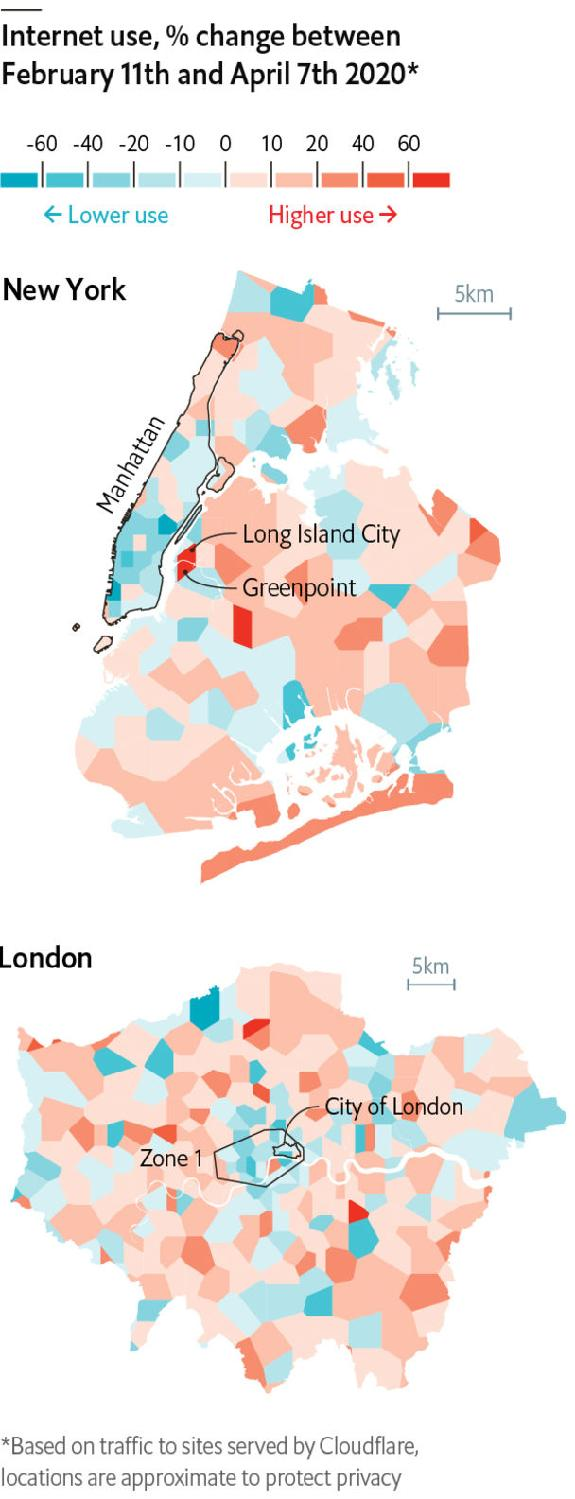 Internet use, % change between
February 11th and April 7th 2020*
-60 -40 -20 -10 0 10 20 40 60
← Lower use Higher use →
New York
5km
Manhattan
Long Island City
Greenpoint
London
5km
City of London
Zone 1
*Based on traffic to sites served by Cloudflare,
locations are approximate to protect privacy